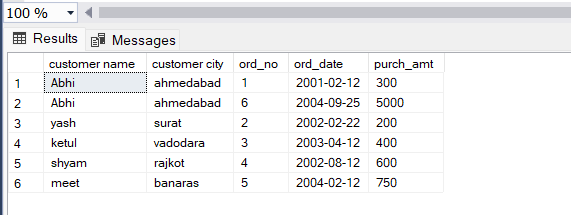 100 %
Results Messages
customer name customer city ord_no ord_date purch_amt
1 Abhi ahmedabad 1 2001-02-12 300
2 Abhi ahmedabad 6 2004-09-25 5000
3 yash surat 2 2002-02-22 200
4 ketul vadodara 3 2003-04-12 400
5 shyam rajkot 4 2002-08-12 600
6 meet banaras 5 2004-02-12 750